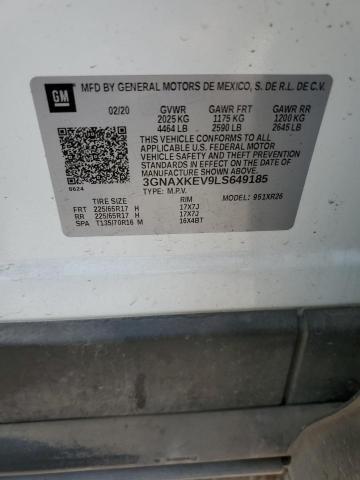 GM
MFD BY GENERAL MOTORS DE MEXICO, S. DE R.L. DE C.V.
02/20 GVWR GAWR FRT GAWR RR
2025 KG 1175 KG 1200 KG
4464 LB 2590 LB 2645 LB
THIS VEHICLE CONFORMS TO ALL APPLICABLE
U.S. FEDERAL MOTOR VEHICLE SAFETY, BUMPER,
AND THEFT PREVENTION STANDARDS IN
EFFECT ON THE DATE OF
MANUFACTURE SHOWN ABOVE.
3GNAXKEV9LS649185
TYPE: M.P.V. MODEL: 951XR26
8624
TIRE SIZE RIM
FRT 225/65R17 H 17X7J
RR 225/65R17 H 17X7J
SPA T135/70R16 M 16X4BT